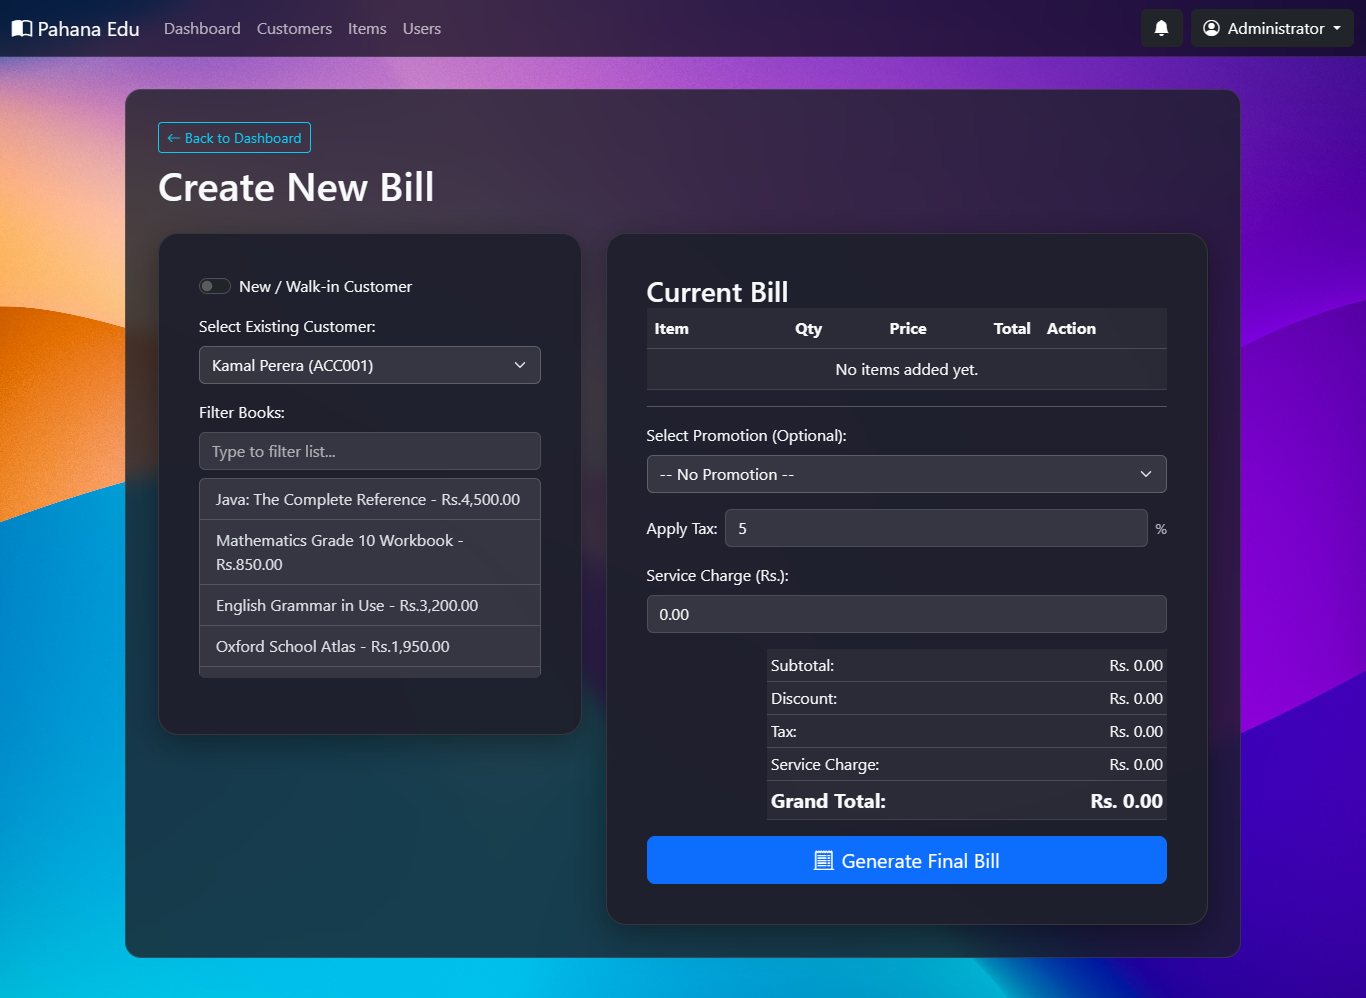 Pahana Edu Dashboard Customers Items Users Administrator
← Back to Dashboard
Create New Bill
New / Walk-in Customer
Select Existing Customer:
Kamal Perera (ACC001)
Filter Books:
Type to filter list...
Java: The Complete Reference - Rs.4,500.00
Mathematics Grade 10 Workbook -
Rs.850.00
English Grammar in Use - Rs.3,200.00
Oxford School Atlas - Rs.1,950.00
Current Bill
Item Qty Price Total Action
No items added yet.
Select Promotion (Optional):
-- No Promotion --
Apply Tax: 5 %
Service Charge (Rs.):
0.00
Subtotal: Rs. 0.00
Discount: Rs. 0.00
Tax: Rs. 0.00
Service Charge: Rs. 0.00
Grand Total: Rs. 0.00
Generate Final Bill